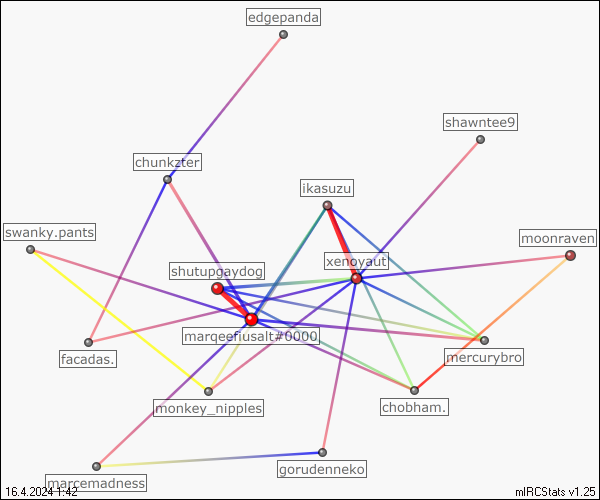 edgepanda
shawntee9
chunkzter
ikasuzu
swanky.pants
moonraven
xenoyaut
shutupgaydog
marqeefiusalt#0000
facadas.
mercurybro
monkey_nipples
chobham.
gorudenneko
marcemadness
16.4.2024 1:42
mIRCStats v1.25